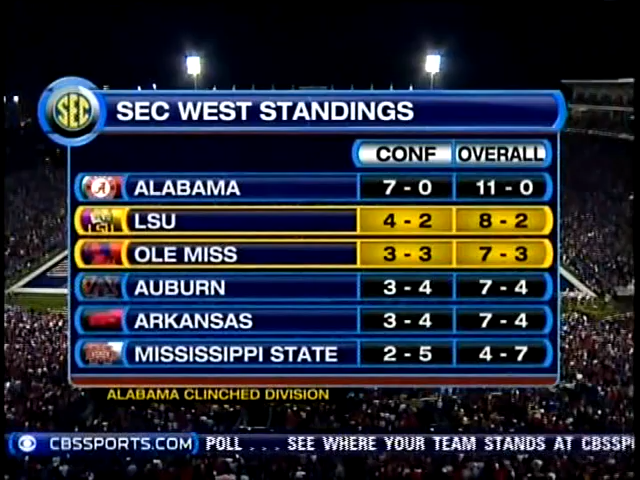 SEC
SEC WEST STANDINGS
CONF OVERALL
ALABAMA 7 - 0 11 - 0
LSU LSU 4 - 2 8 - 2
OLE MISS 3 - 3 7 - 3
AUBURN 3 - 4 7 - 4
ARKANSAS 3 - 4 7 - 4
MISSISSIPPI STATE 2 - 5 4 - 7
ALABAMA CLINCHED DIVISION
CBSSPORTS.COM POLL . . . SEE WHERE YOUR TEAM STANDS AT CBSSP